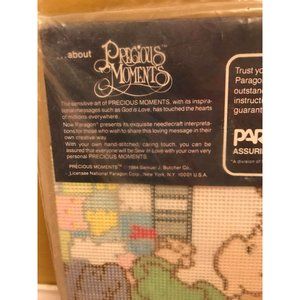 ...about
PRECIOUS
MOMENTS
The sensitive art of PRECIOUS MOMENTS, with its inspira-
tional messages such as God is Love, has touched the hearts
of millions everywhere.
Now Paragon® presents its exquisite needlecraft interpreta-
tions for those who wish to share this loving message in their
own creative way.
With your own hand-stitched, caring touch, you can be
assured that everyone will be Sew in Love with your own very
personal PRECIOUS MOMENTS.
PRECIOUS MOMENTS™ 1984 Samuel J. Butcher Co.
Licensee National Paragon Corp., New York, N.Y. 10001 U.S.A.
Trust yo
Paragon
outstand
instructi
guarant
PAR
ASSURI
"A division of